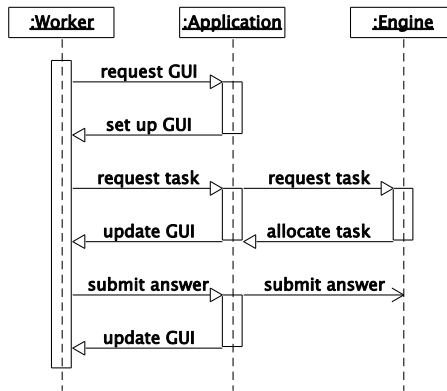 :Worker
:Application
:Engine
request GUI
set up GUI
request task
request task
update GUI
allocate task
submit answer
submit answer
update GUI